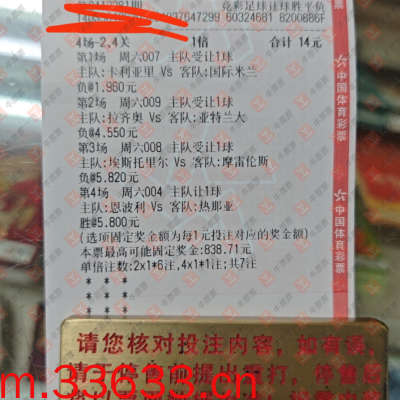 竞彩足球让球胜平负
60324681 8200886F
4场-2,4关 1倍 合计 14元
第1场 周六007 主队受让1球
主队:卡利亚里 Vs 客队:国际米兰
负@1.980元
第2场 周六009 主队受让1球
主队:拉齐奥 Vs 客队:亚特兰大
负@4.550元
第3场 周六008 主队受让1球
主队:埃斯托里尔 Vs 客队:摩雷伦斯
负@5.820元
第4场 周六004 主队让1球
主队:恩波利 Vs 客队:热那亚
胜@5.800元
(选项固定奖金额为每1元投注对应的奖金额)
本票最高可能固定奖金:838.71元
单倍注数:2x1*6注,4x1*1注;共7注
中国体育彩票
中国体育彩票
请您核对投注内容,如有误,
m.33633.cn